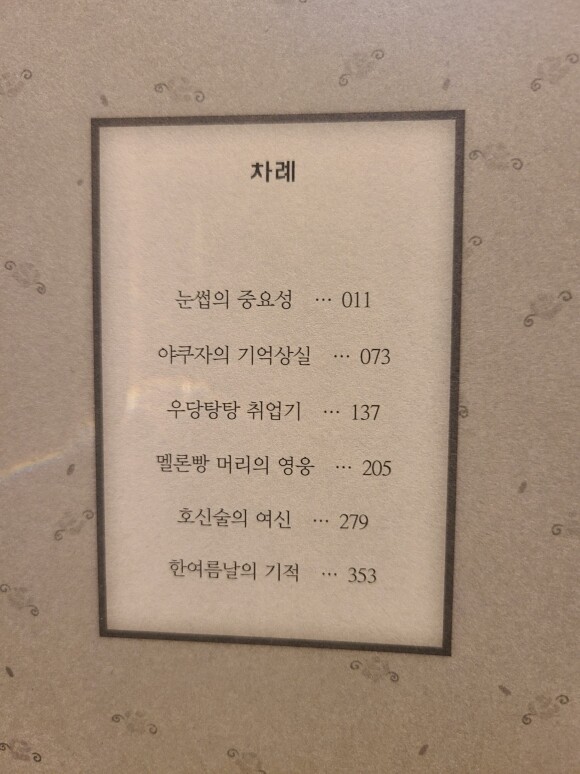 차례
눈썹의 중요성 … 011
야쿠자의 기억상실 … 073
우당탕탕 취업기 … 137
멜론빵 머리의 영웅 … 205
호신술의 여신 … 279
한여름날의 기적 … 353